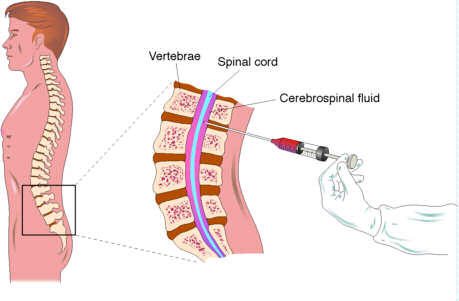 Vertebrae
Spinal cord
Cerebrospinal fluid